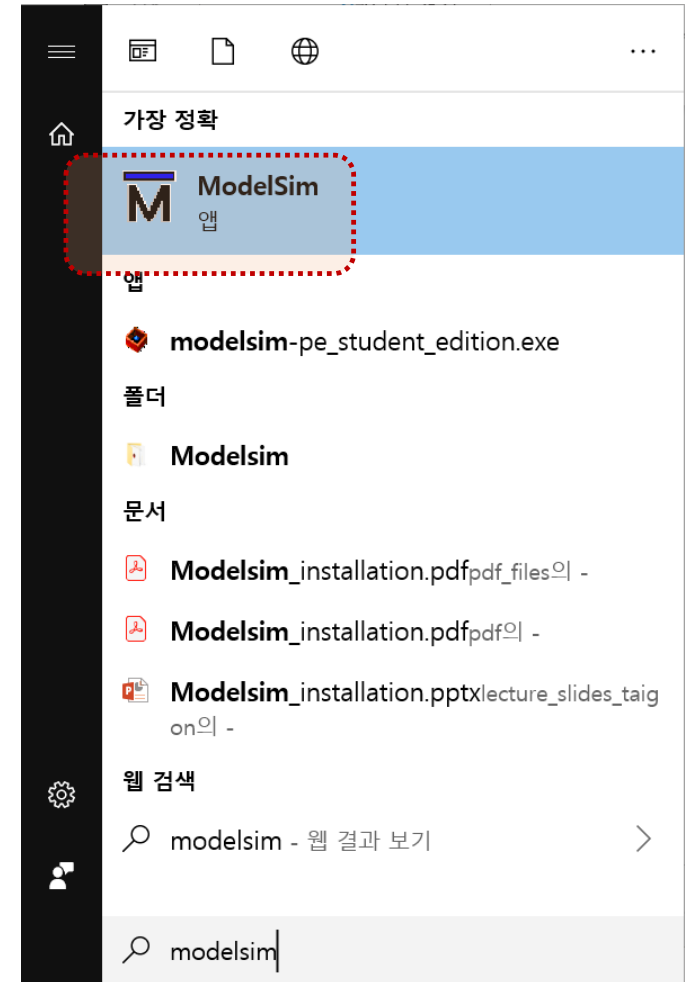 가장 정확
ModelSim
앱
앱
modelsim-pe_student_edition.exe
폴더
Modelsim
문서
Modelsim_installation.pdfpdf_files의 -
Modelsim_installation.pdfpdf의 -
Modelsim_installation.pptxlecture_slides_taig
on의 -
웹 검색
modelsim - 웹 결과 보기
modelsim